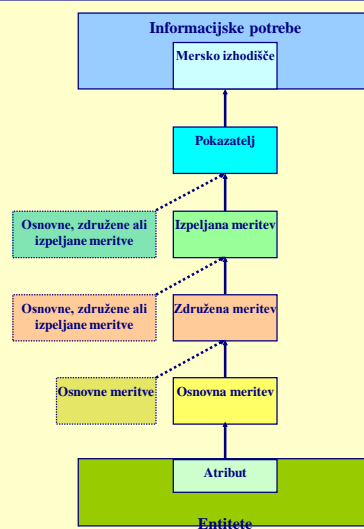 Informacijske potrebe
Mersko izhodišče
Pokazatelj
Osnovne, združene ali
izpeljane meritve
Izpeljana meritev
Osnovne, združene ali
izpeljane meritve
Združena meritev
Osnovne meritve
Osnovna meritev
Atribut
Entitete